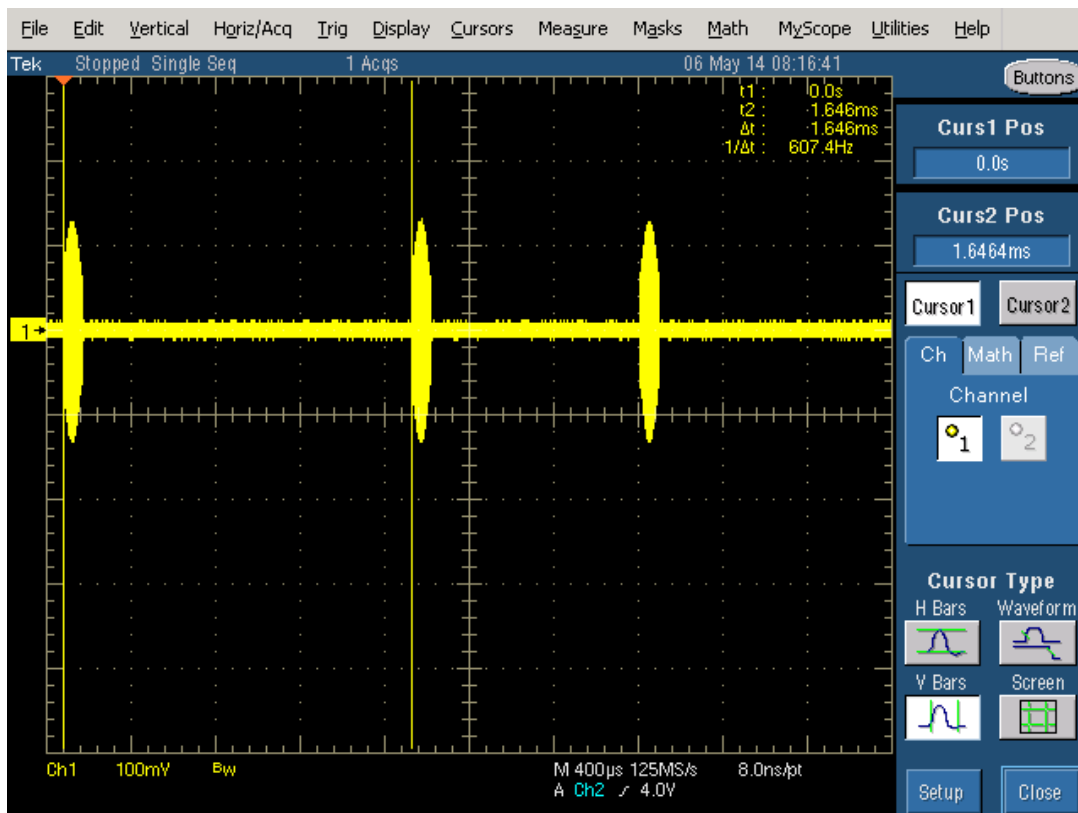 File Edit Vertical Horiz/Acq Trig Display Cursors Measure Masks Math MyScope Utilities Help
Tek Stopped Single Seq 1 Acqs 06 May 14 08:16:41
Buttons
t1 : 0.0s
t2 : 1.646ms
Δt : 1.646ms
1/Δt : 607.4Hz
Curs1 Pos
0.0s
Curs2 Pos
1.6464ms
Cursor1 Cursor2
Ch Math Ref
Channel
1 2
1
Cursor Type
H Bars Waveform
V Bars Screen
Ch1 100mV BW M 400µs 125MS/s 8.0ns/pt
A Ch2 4.0V
Setup Close